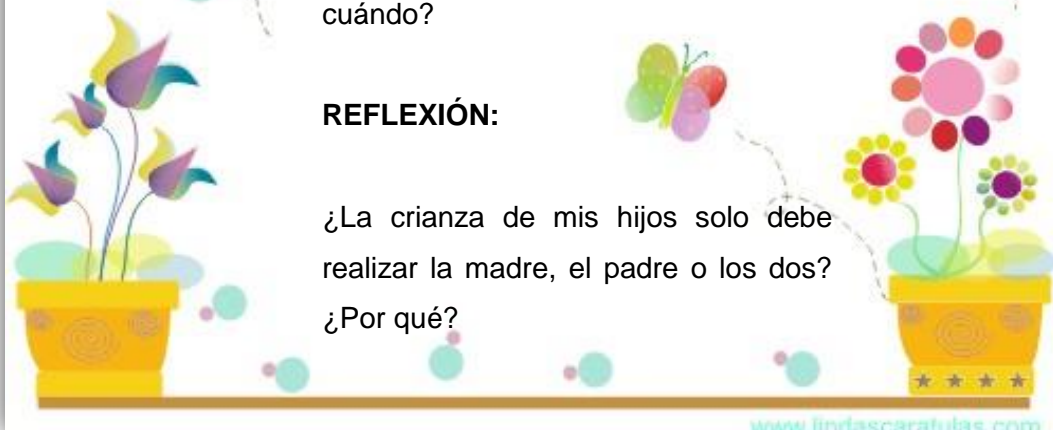 cuándo?
REFLEXIÓN:
¿La crianza de mis hijos solo debe
realizar la madre, el padre o los dos?
¿Por qué?
www.lindascaratulas.com